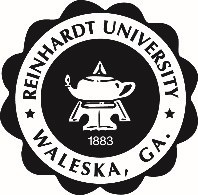 REINHARDT UNIVERSITY
1883
WALESKA, GA.